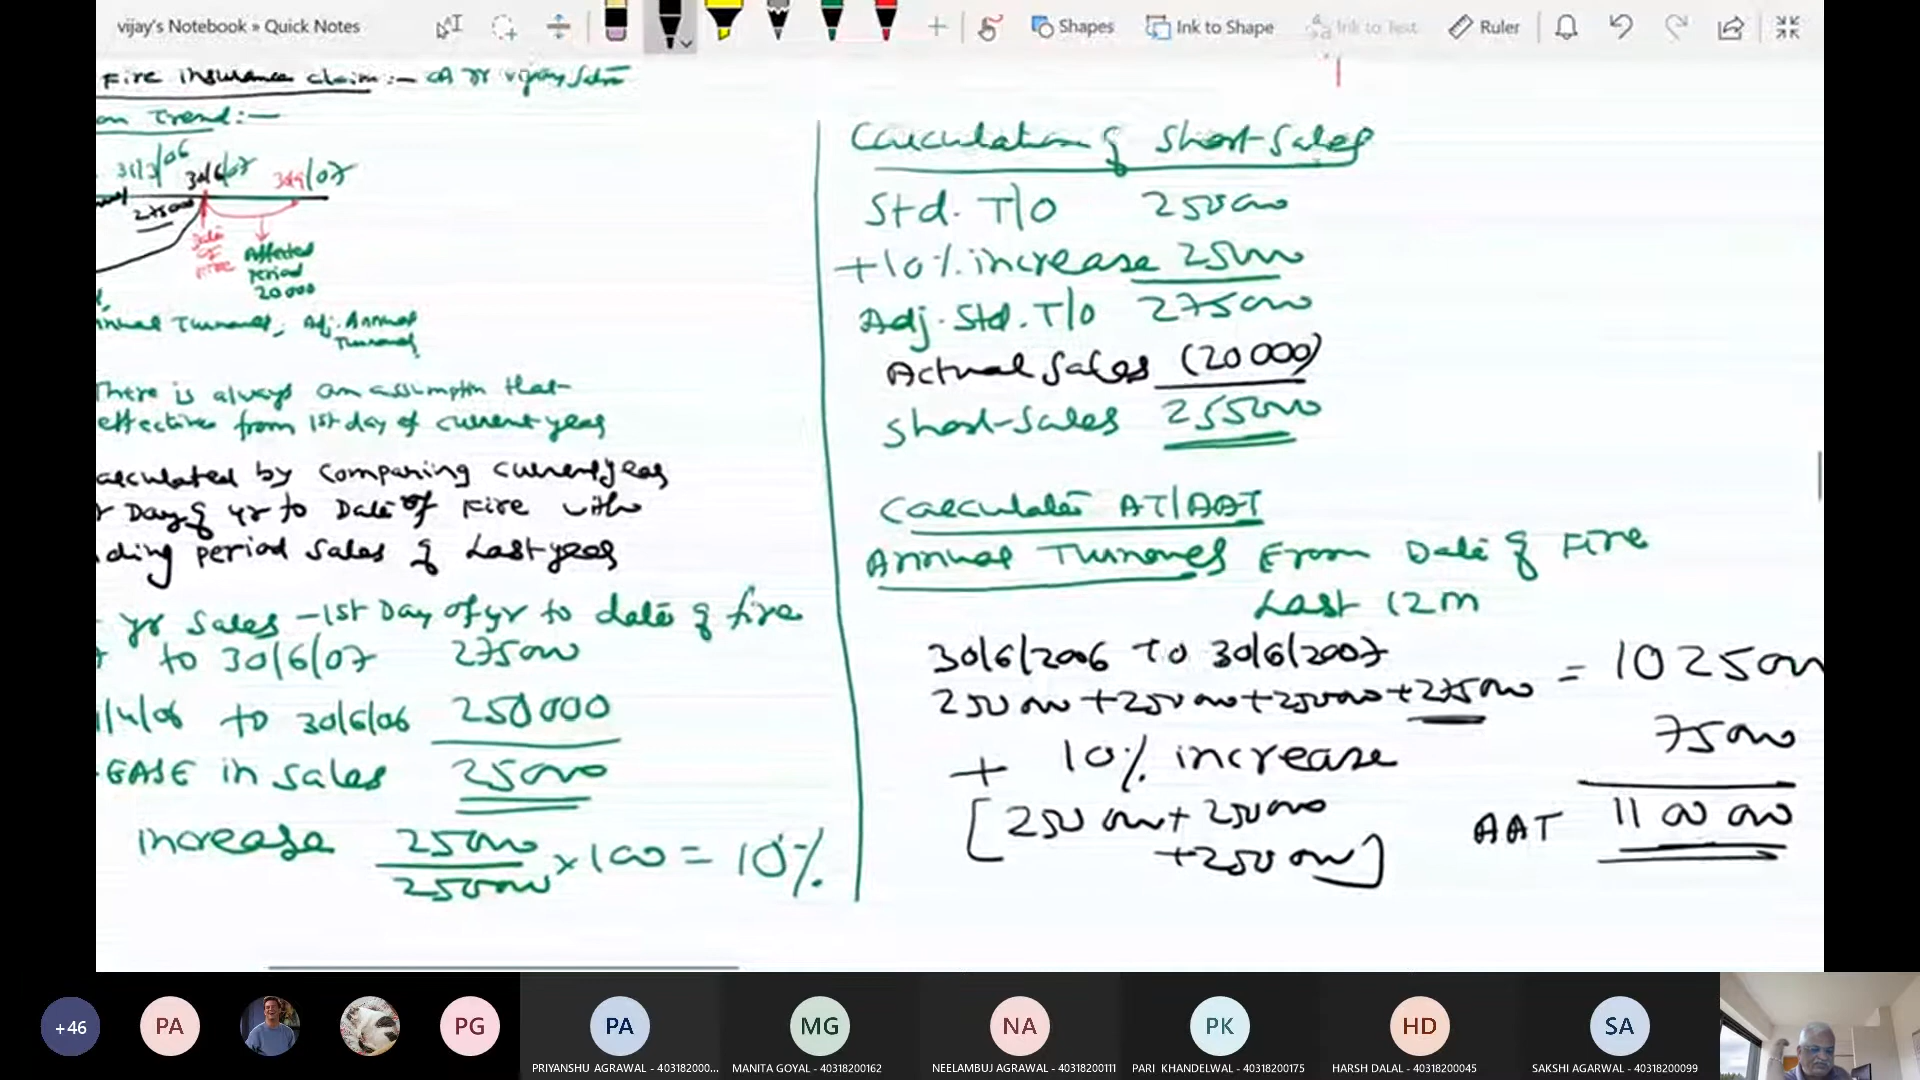 vijay's Notebook » Quick Notes
Shapes
Ink to Shape
Ink to Text
Ruler
Fire Insurance claim :- CA Dr vijay
on Trend :-
31/3/06 30/6/07 30/9/07
275000
Date OF FIRE
Affected Period 20000
Annual Turnover, Adj. Annual Turnover
There is always an assumption that
effective from 1st day of current year
calculated by comparing current year
Day of yr to Date of Fire with
nding period sales of Last year
yr sales - 1st Day of yr to date of fire
to 30/6/07 275000
1/4/06 to 30/6/06 250000
EASE in sales 25000
increase 25000/250000 × 100 = 10%
Calculation of Short-Sales
Std. T/O 250000
+10% increase 25000
Adj. Std. T/O 275000
Actual Sales (20000)
Short-Sales 255000
Calculate AT/AAT
Annual Turnover From Date of Fire
Last 12m
30/6/2006 to 30/6/2007
250000+250000+250000+275000 = 1025000
+ 10% increase 75000
[250000+250000
+250000]
AAT 1100000
+46
PA
PG
PA
MG
NA
PK
HD
SA
PRIYANSHU AGRAWAL - 403182000...
MANITA GOYAL - 40318200162
NEELAMBUJ AGRAWAL - 40318200111
PARI KHANDELWAL - 40318200175
HARSH DALAL - 40318200045
SAKSHI AGARWAL - 40318200099